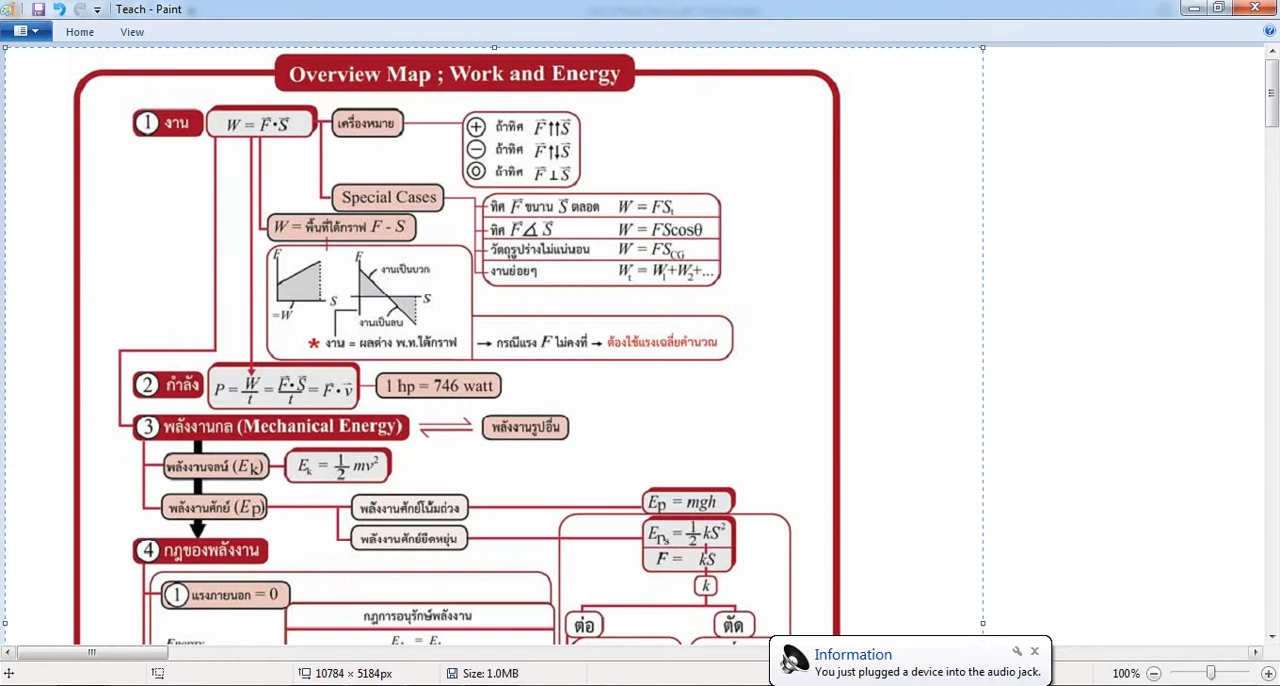 Teach - Paint
Home View
Overview Map ; Work and Energy
1 งาน W = F·S เครื่องหมาย
+ ถ้าทิศ F↑↑S
− ถ้าทิศ F↑↓S
0 ถ้าทิศ F⊥S
Special Cases
ทิศ F ขนาน S ตลอด W = FSt
ทิศ F∡ S W = FScosθ
วัตถุรูปร่างไม่แน่นอน W = FSCG
งานย่อยๆ Wt = W1+W2+...
W = พื้นที่ใต้กราฟ F - S
F S =W
F S งานเป็นบวก
งานเป็นลบ
* งาน = ผลต่าง พ.ท.ใต้กราฟ → กรณีแรง F ไม่คงที่ → ต้องใช้แรงเฉลี่ยคำนวณ
2 กำลัง P = W/t = F·S/t = F·v 1 hp = 746 watt
3 พลังงานกล (Mechanical Energy) พลังงานรูปอื่น
พลังงานจลน์ (Ek) Ek = 1/2 mv²
พลังงานศักย์ (Ep) พลังงานศักย์โน้มถ่วง Ep = mgh
พลังงานศักย์ยืดหยุ่น Eps = 1/2 kS²
F = kS
k
4 กฎของพลังงาน
1 แรงภายนอก = 0
กฎการอนุรักษ์พลังงาน
ต่อ ตัด
Information
You just plugged a device into the audio jack.
10784 × 5184px Size: 1.0MB 100%